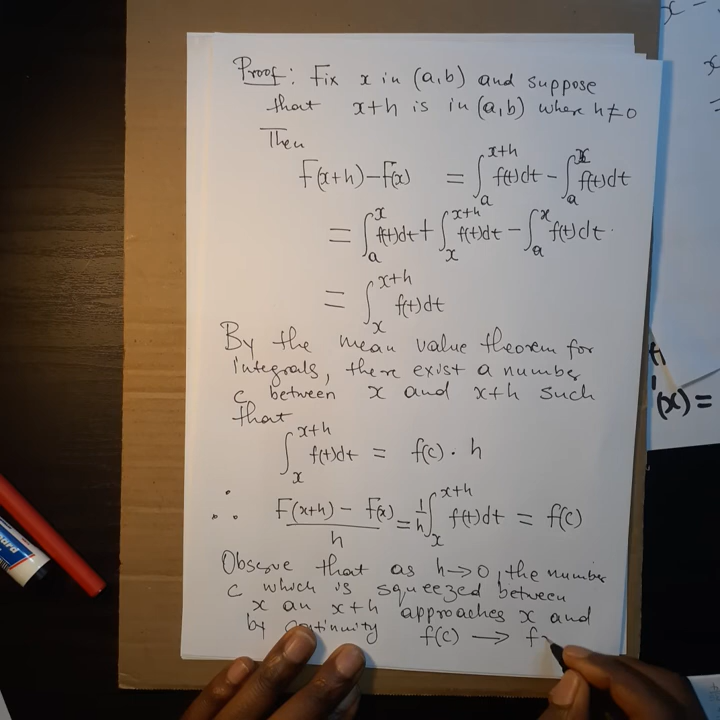 Proof: Fix x in (a,b) and suppose
that x+h is in (a,b) where h≠0
Then
F(x+h)-F(x) = ∫_a^{x+h} f(t)dt - ∫_a^x f(t)dt
= ∫_a^x f(t)dt + ∫_x^{x+h} f(t)dt - ∫_a^x f(t)dt.
= ∫_x^{x+h} f(t)dt
By the mean value theorem for
integrals, there exist a number
c between x and x+h such
that
∫_x^{x+h} f(t)dt = f(c) · h
∴ F(x+h) - F(x) / h = 1/h ∫_x^{x+h} f(t)dt = f(c)
Observe that as h→0, the number
c which is squeezed between
x an x+h approaches x and
by continuity f(c) → f
(x) =